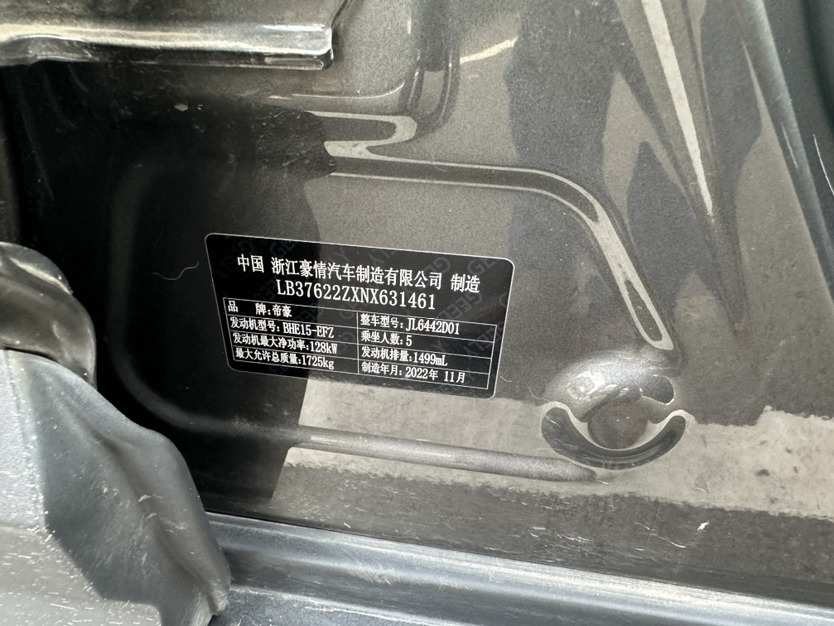 中国 浙江豪情汽车制造有限公司 制造
LB37622ZXNX631461
品 牌:帝豪 整车型号:JL6442D01
发动机型号:BHE15-EFZ 乘坐人数:5
发动机最大净功率:128kW 发动机排量:1499mL
最大允许总质量:1725kg 制造年月:2022年 11月